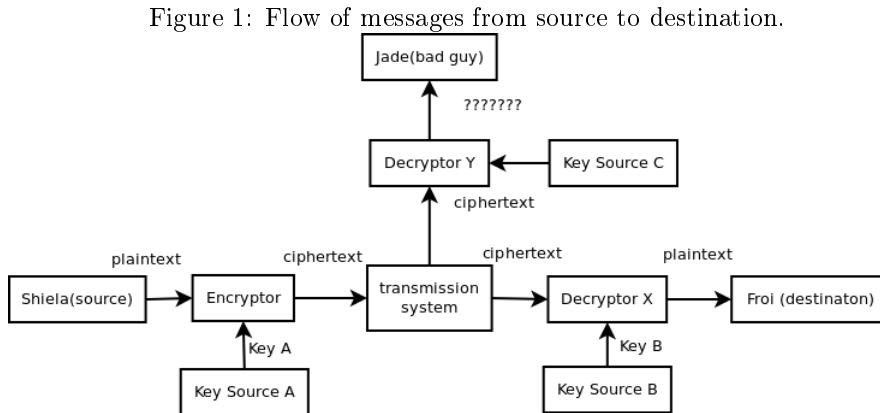 Figure 1: Flow of messages from source to destination.
Jade(bad guy)
???????
Decryptor Y
Key Source C
ciphertext
plaintext
ciphertext
ciphertext
plaintext
Shiela(source)
Encryptor
transmission
system
Decryptor X
Froi (destinaton)
Key A
Key B
Key Source A
Key Source B